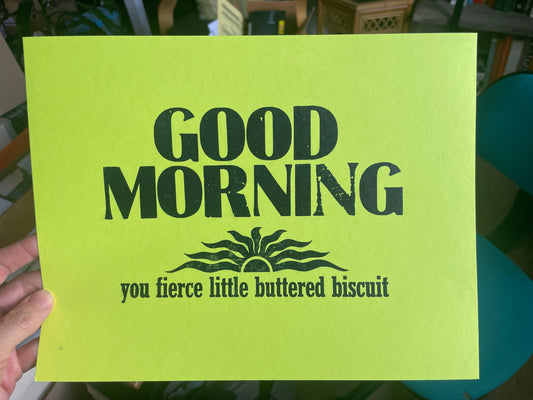 GOOD
MORNING
you fierce little buttered biscuit